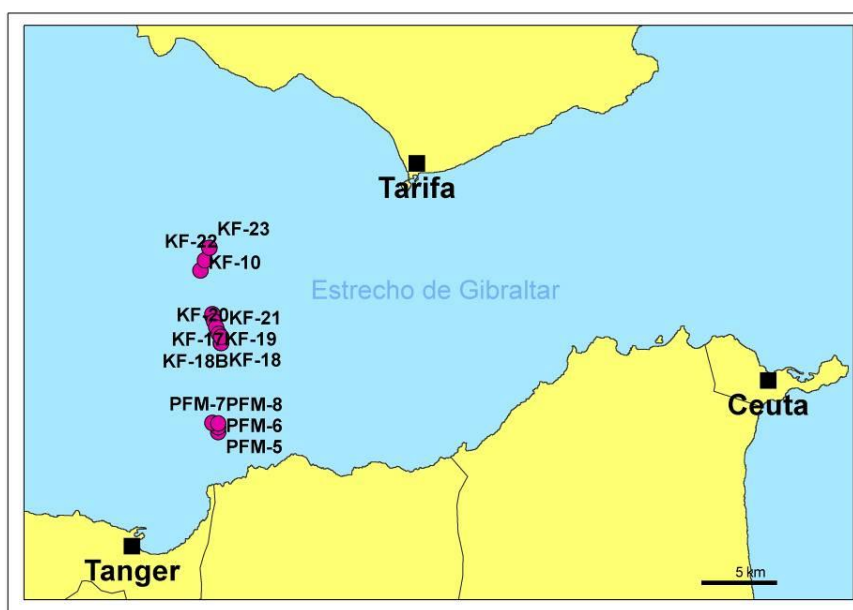 Tarifa
KF-23
KF-22
KF-10
Estrecho de Gibraltar
KF-20
KF-21
KF-17
KF-19
KF-18B
KF-18
PFM-7
PFM-8
PFM-6
PFM-5
Ceuta
Tanger
5 km